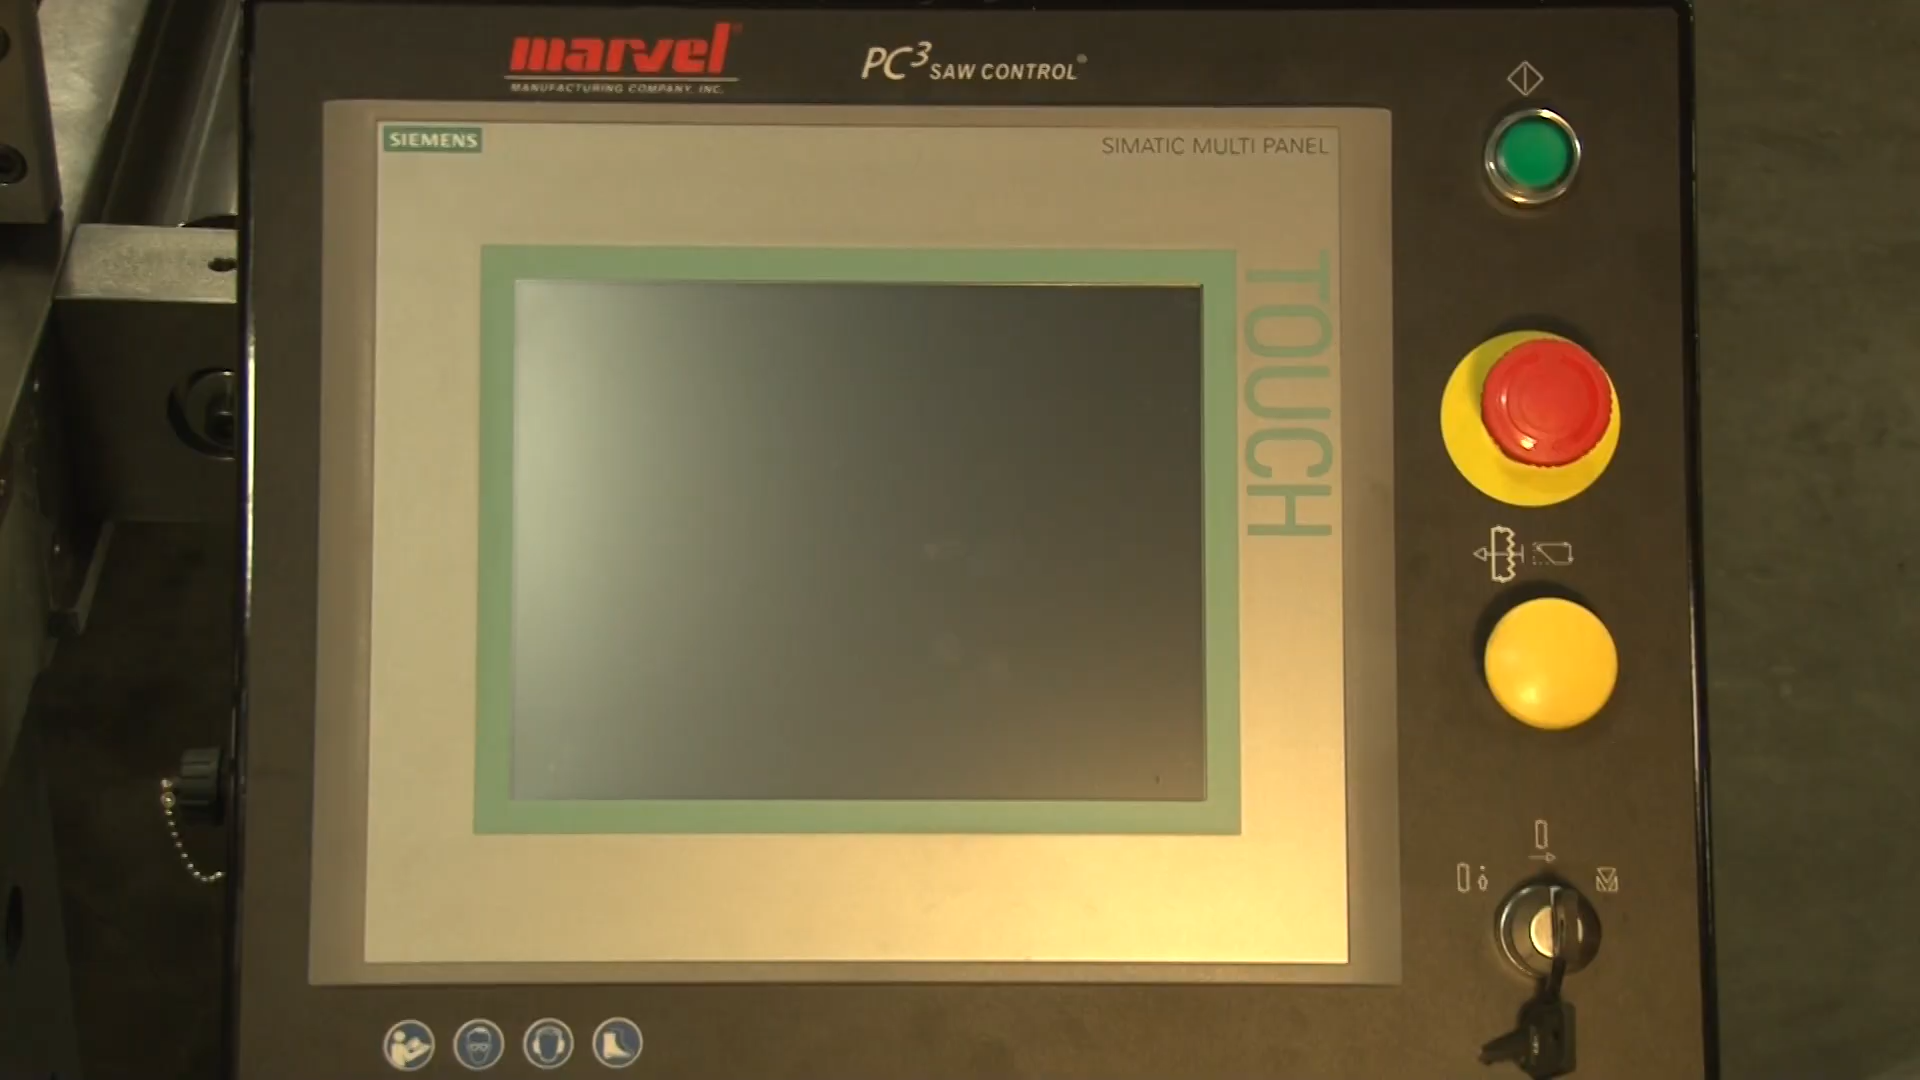 marvel
MANUFACTURING COMPANY, INC.
PC³ SAW CONTROL®
SIEMENS
SIMATIC MULTI PANEL
TOUCH